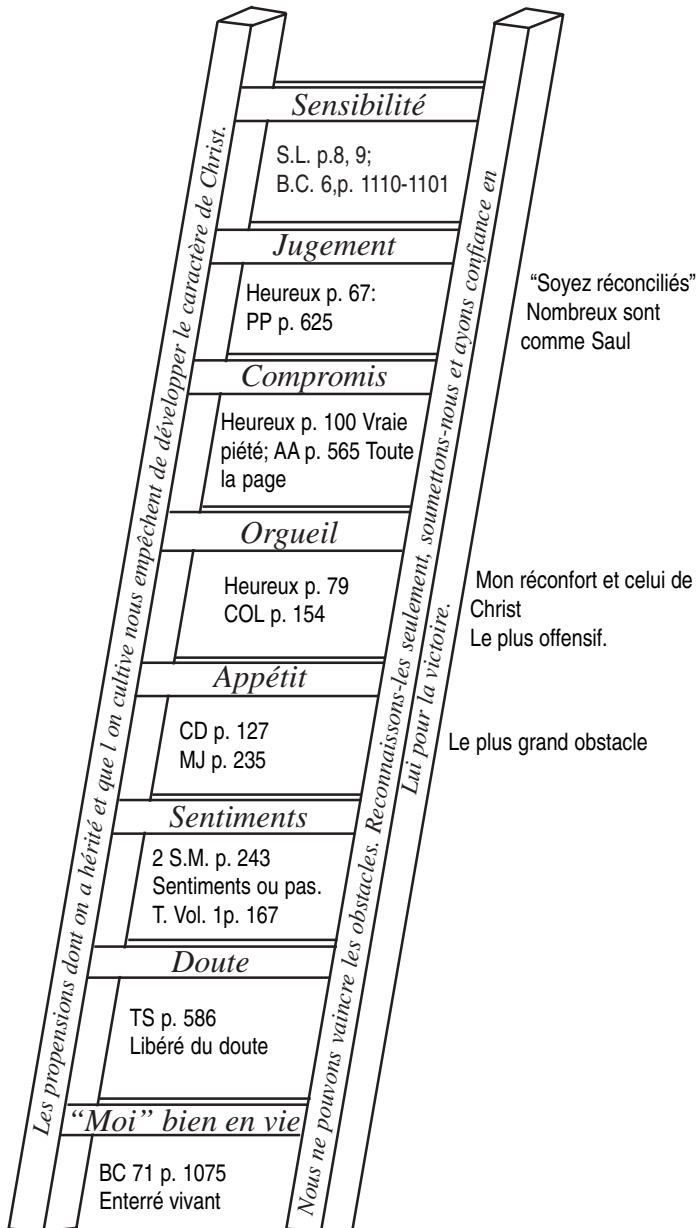 Sensibilité
S.L. p.8, 9;
B.C. 6,p. 1110-1101
Jugement
Heureux p. 67:
PP p. 625
“Soyez réconciliés”
Nombreux sont
comme Saul
Compromis
Heureux p. 100 Vraie
piété; AA p. 565 Toute
la page
Orgueil
Heureux p. 79
COL p. 154
Mon réconfort et celui de
Christ
Le plus offensif.
Appétit
CD p. 127
MJ p. 235
Le plus grand obstacle
Sentiments
2 S.M. p. 243
Sentiments ou pas.
T. Vol. 1p. 167
Doute
TS p. 586
Libéré du doute
“Moi” bien en vie
BC 71 p. 1075
Enterré vivant
Les propensions dont on a hérité et que l on cultive nous empêchent de développer le caractère de Christ.
Nous ne pouvons vaincre les obstacles. Reconnaissons-les seulement, soumettons-nous et ayons confiance en
Lui pour la victoire.